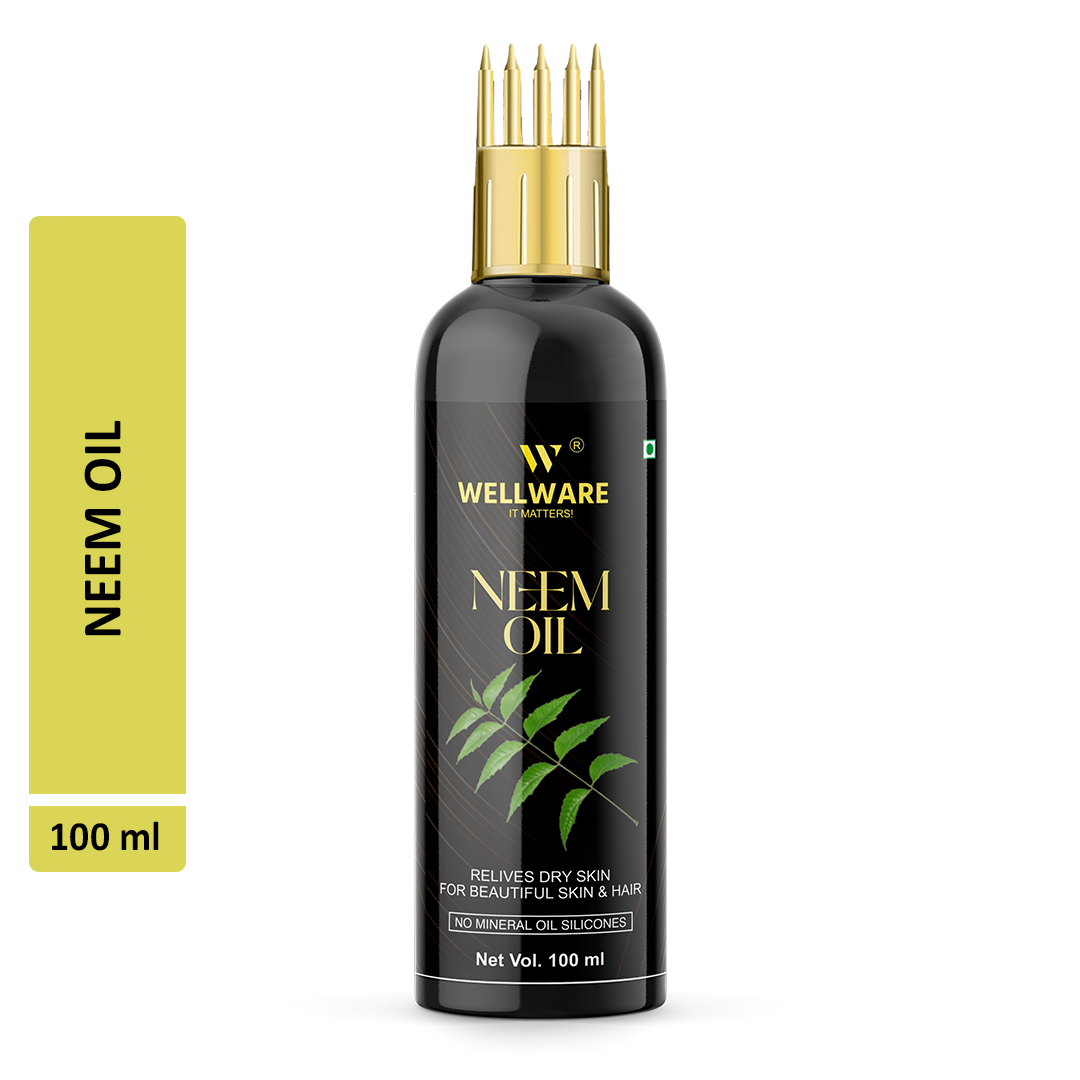 NEEM OIL
100 ml
W ®
WELLWARE
IT MATTERS!
NEEM
OIL
RELIVES DRY SKIN
FOR BEAUTIFUL SKIN & HAIR
NO MINERAL OIL SILICONES
Net Vol. 100 ml